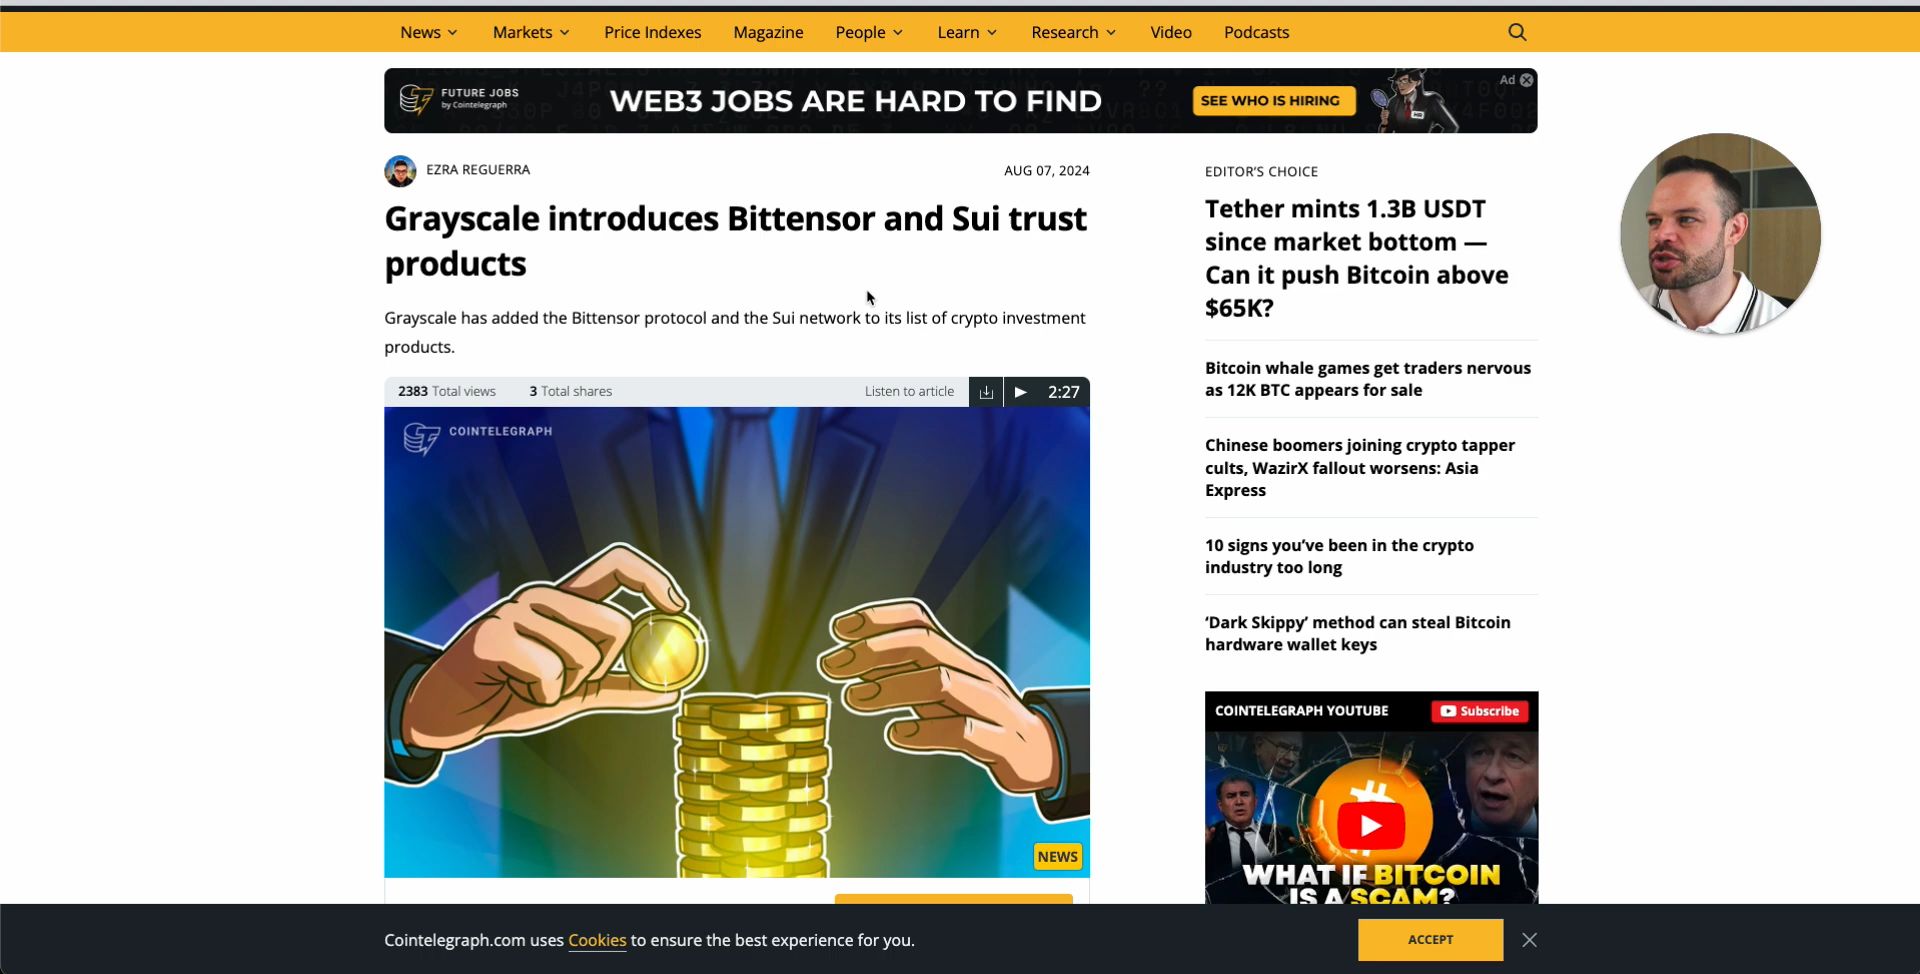 News Markets Price Indexes Magazine People Learn Research Video Podcasts
FUTURE JOBS
by Cointelegraph
WEB3 JOBS ARE HARD TO FIND
SEE WHO IS HIRING
Ad
EZRA REGUERRA
AUG 07, 2024
Grayscale introduces Bittensor and Sui trust
products
Grayscale has added the Bittensor protocol and the Sui network to its list of crypto investment
products.
2383 Total views 3 Total shares Listen to article 2:27
COINTELEGRAPH
NEWS
EDITOR'S CHOICE
Tether mints 1.3B USDT
since market bottom —
Can it push Bitcoin above
$65K?
Bitcoin whale games get traders nervous
as 12K BTC appears for sale
Chinese boomers joining crypto tapper
cults, WazirX fallout worsens: Asia
Express
10 signs you've been in the crypto
industry too long
‘Dark Skippy’ method can steal Bitcoin
hardware wallet keys
COINTELEGRAPH YOUTUBE Subscribe
WHAT IF BITCOIN
IS A SCAM?
Cointelegraph.com uses Cookies to ensure the best experience for you.
ACCEPT